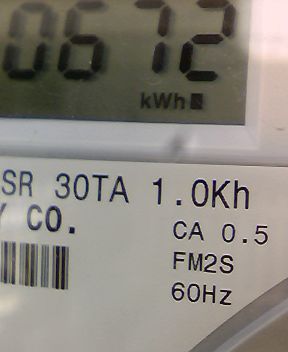 0672
kWh
SR 30TA 1.0Kh
Y CO.
CA 0.5
FM2S
60Hz